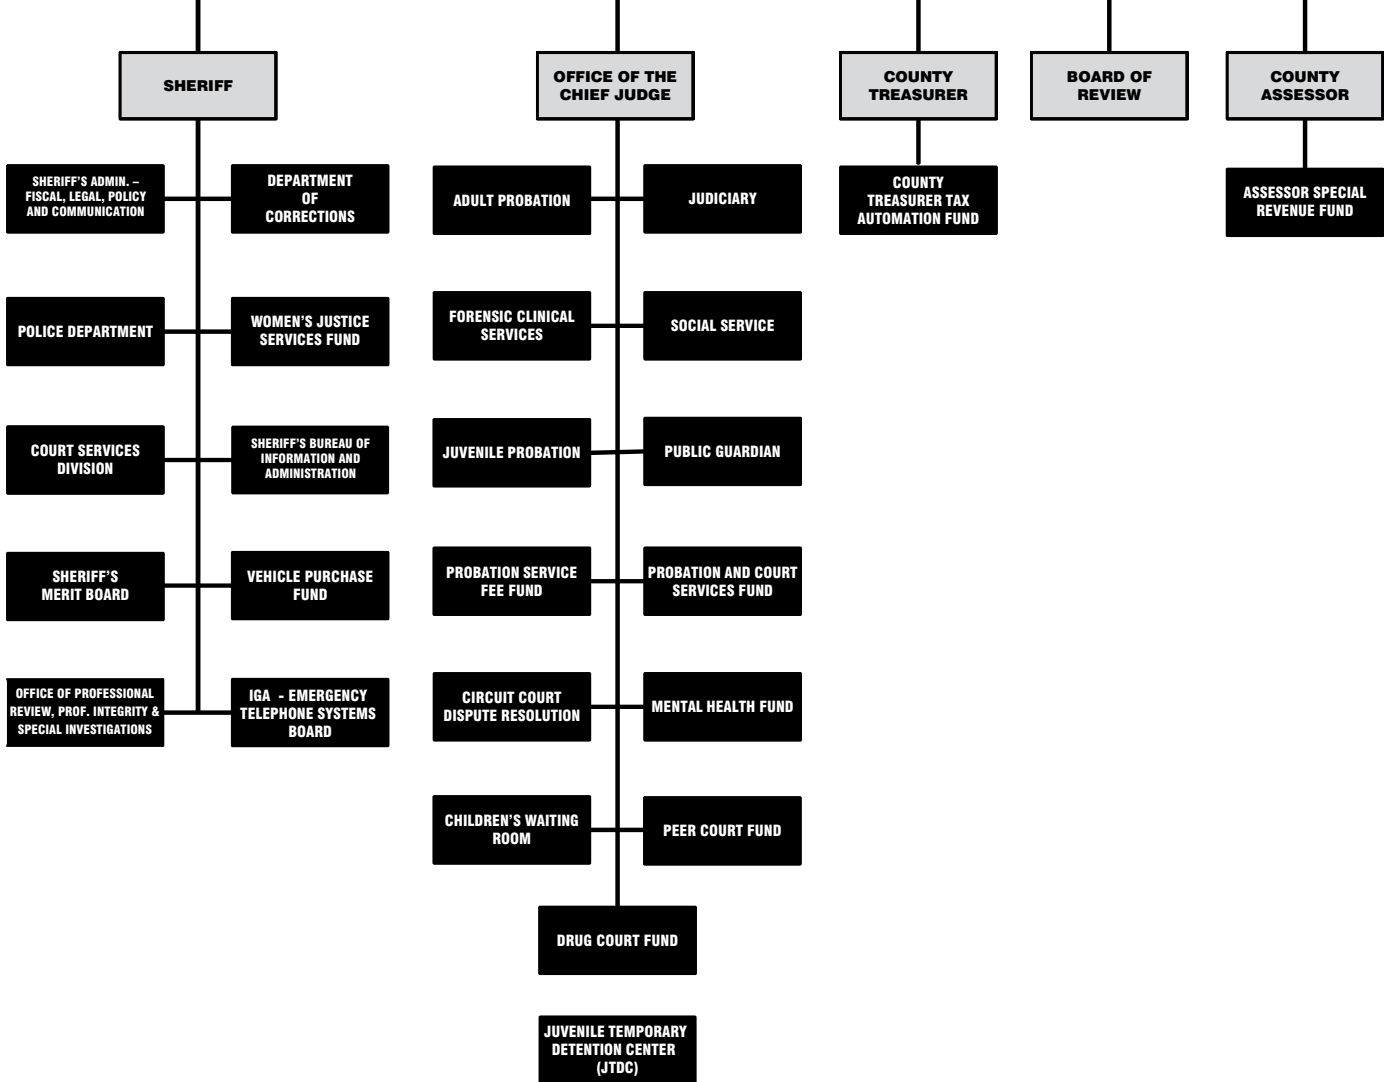 SHERIFF
OFFICE OF THE
CHIEF JUDGE
COUNTY
TREASURER
BOARD OF
REVIEW
COUNTY
ASSESSOR
SHERIFF'S ADMIN. –
FISCAL, LEGAL, POLICY
AND COMMUNICATION
DEPARTMENT
OF
CORRECTIONS
POLICE DEPARTMENT
WOMEN'S JUSTICE
SERVICES FUND
COURT SERVICES
DIVISION
SHERIFF'S BUREAU OF
INFORMATION AND
ADMINISTRATION
SHERIFF'S
MERIT BOARD
VEHICLE PURCHASE
FUND
OFFICE OF PROFESSIONAL
REVIEW, PROF. INTEGRITY &
SPECIAL INVESTIGATIONS
IGA - EMERGENCY
TELEPHONE SYSTEMS
BOARD
ADULT PROBATION
JUDICIARY
FORENSIC CLINICAL
SERVICES
SOCIAL SERVICE
JUVENILE PROBATION
PUBLIC GUARDIAN
PROBATION SERVICE
FEE FUND
PROBATION AND COURT
SERVICES FUND
CIRCUIT COURT
DISPUTE RESOLUTION
MENTAL HEALTH FUND
CHILDREN'S WAITING
ROOM
PEER COURT FUND
DRUG COURT FUND
JUVENILE TEMPORARY
DETENTION CENTER
(JTDC)
COUNTY
TREASURER TAX
AUTOMATION FUND
ASSESSOR SPECIAL
REVENUE FUND